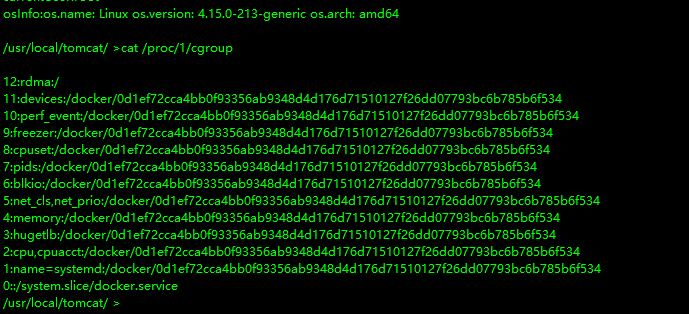 osInfo:os.name: Linux os.version: 4.15.0-213-generic os.arch: amd64
/usr/local/tomcat/ >cat /proc/1/cgroup
12:rdma:/
11:devices:/docker/0d1ef72cca4bb0f93356ab9348d4d176d71510127f26dd07793bc6b785b6f534
10:perf_event:/docker/0d1ef72cca4bb0f93356ab9348d4d176d71510127f26dd07793bc6b785b6f534
9:freezer:/docker/0d1ef72cca4bb0f93356ab9348d4d176d71510127f26dd07793bc6b785b6f534
8:cpuset:/docker/0d1ef72cca4bb0f93356ab9348d4d176d71510127f26dd07793bc6b785b6f534
7:pids:/docker/0d1ef72cca4bb0f93356ab9348d4d176d71510127f26dd07793bc6b785b6f534
6:blkio:/docker/0d1ef72cca4bb0f93356ab9348d4d176d71510127f26dd07793bc6b785b6f534
5:net_cls,net_prio:/docker/0d1ef72cca4bb0f93356ab9348d4d176d71510127f26dd07793bc6b785b6f534
4:memory:/docker/0d1ef72cca4bb0f93356ab9348d4d176d71510127f26dd07793bc6b785b6f534
3:hugetlb:/docker/0d1ef72cca4bb0f93356ab9348d4d176d71510127f26dd07793bc6b785b6f534
2:cpu,cpuacct:/docker/0d1ef72cca4bb0f93356ab9348d4d176d71510127f26dd07793bc6b785b6f534
1:name=systemd:/docker/0d1ef72cca4bb0f93356ab9348d4d176d71510127f26dd07793bc6b785b6f534
0::/system.slice/docker.service
/usr/local/tomcat/ >